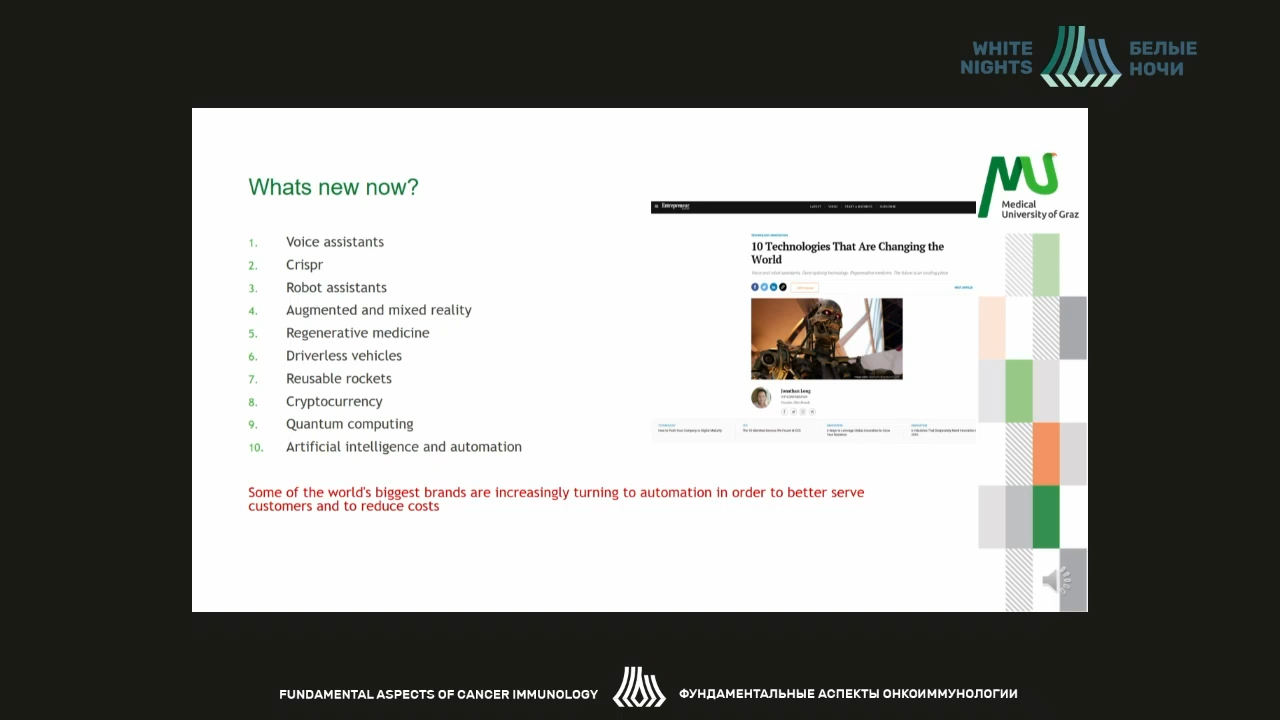 WHITE NIGHTS
БЕЛЫЕ НОЧИ
Whats new now?
1. Voice assistants
2. Crispr
3. Robot assistants
4. Augmented and mixed reality
5. Regenerative medicine
6. Driverless vehicles
7. Reusable rockets
8. Cryptocurrency
9. Quantum computing
10. Artificial intelligence and automation
Some of the world's biggest brands are increasingly turning to automation in order to better serve
customers and to reduce costs
Entrepreneur
10 Technologies That Are Changing the
World
Jonathan Long
MU
Medical
University of Graz
FUNDAMENTAL ASPECTS OF CANCER IMMUNOLOGY
ФУНДАМЕНТАЛЬНЫЕ АСПЕКТЫ ОНКОИММУНОЛОГИИ